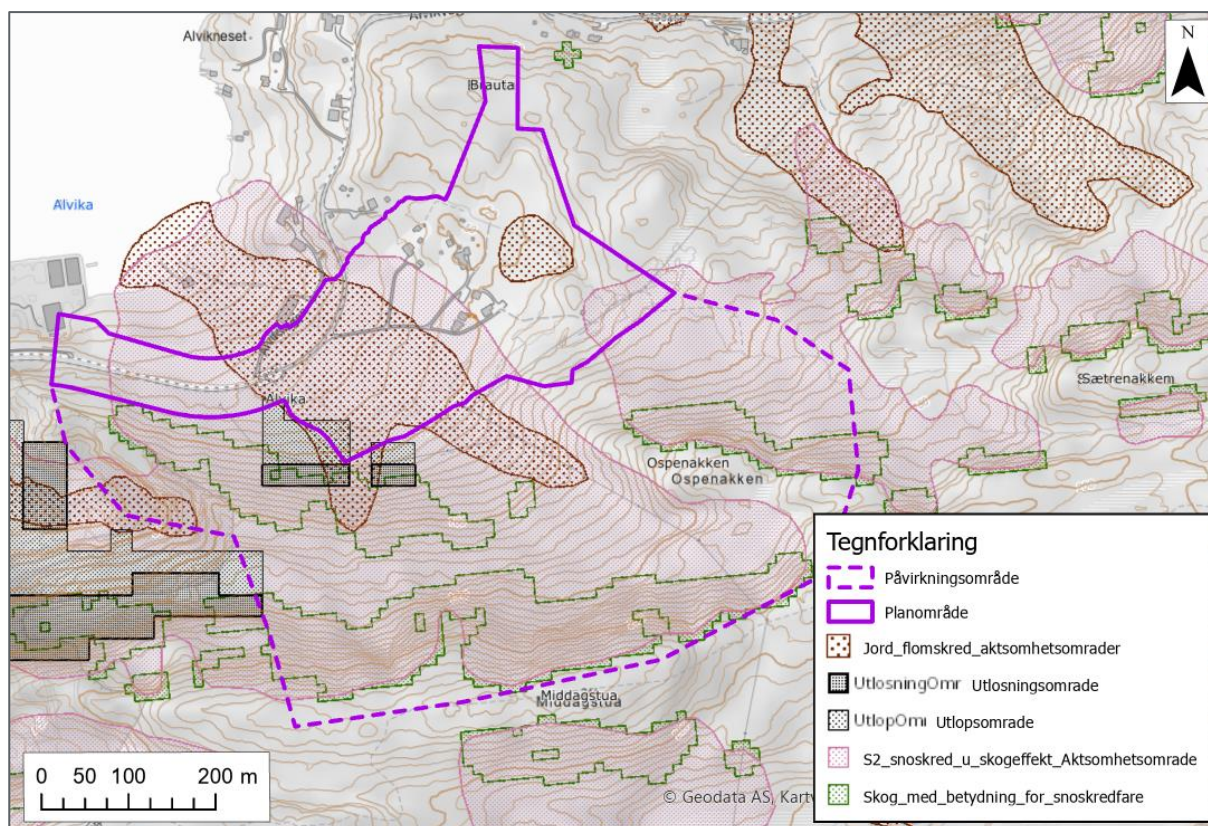 Alvikneset
N
Brauta
Alvika
Alvika
Sætrenakken
Ospenakken
Ospenakken
Middagstua
Middagstua
Tegnforklaring
Påvirkningsområde
Planområde
Jord_flomskred_aktsomhetsomrader
UtlosningOmr Utlosningsomrade
UtlopOmr Utlopsomrade
S2_snoskred_u_skogeffekt_Aktsomhetsomrade
Skog_med_betydning_for_snoskredfare
0 50 100 200 m
© Geodata AS, Kartv